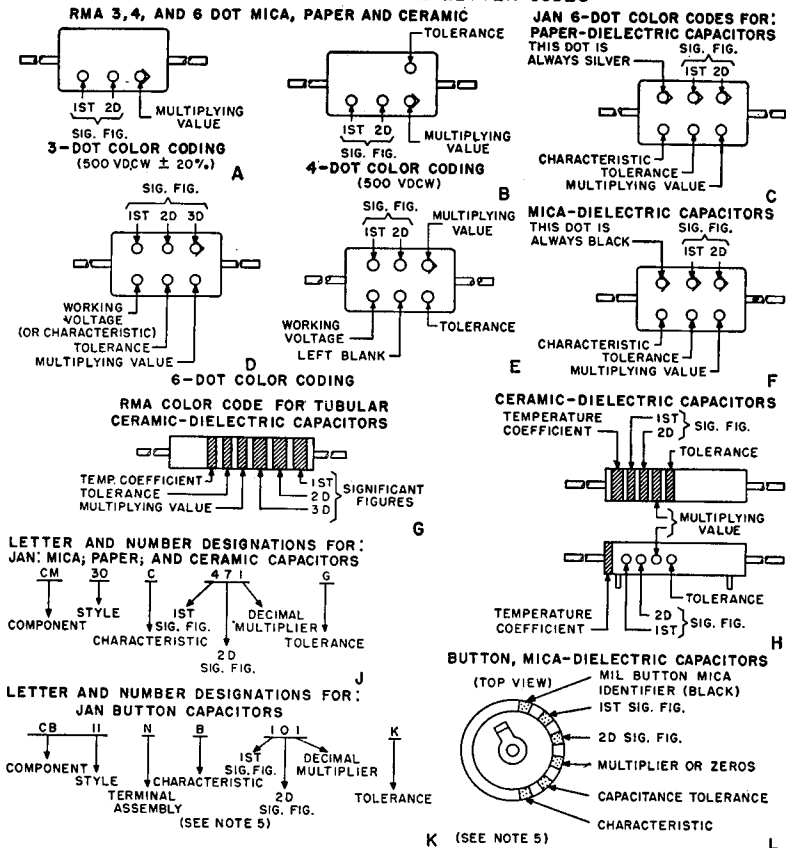 RMA 3,4, AND 6 DOT MICA, PAPER AND CERAMIC
TOLERANCE
1ST 2D
SIG. FIG.
MULTIPLYING
VALUE
3-DOT COLOR CODING
(500 VDCW ± 20%)
A
1ST 2D
SIG. FIG.
MULTIPLYING
VALUE
4-DOT COLOR CODING
(500 VDCW)
B
JAN 6-DOT COLOR CODES FOR:
PAPER-DIELECTRIC CAPACITORS
THIS DOT IS
ALWAYS SILVER
SIG. FIG.
1ST 2D
CHARACTERISTIC
TOLERANCE
MULTIPLYING VALUE
C
SIG. FIG.
1ST 2D 3D
WORKING
VOLTAGE
(OR CHARACTERISTIC)
TOLERANCE
MULTIPLYING VALUE
D
SIG. FIG.
1ST 2D
MULTIPLYING
VALUE
WORKING
VOLTAGE
LEFT BLANK
TOLERANCE
E
6-DOT COLOR CODING
MICA-DIELECTRIC CAPACITORS
THIS DOT IS
ALWAYS BLACK
SIG. FIG.
1ST 2D
CHARACTERISTIC
TOLERANCE
MULTIPLYING VALUE
F
RMA COLOR CODE FOR TUBULAR
CERAMIC-DIELECTRIC CAPACITORS
TEMP. COEFFICIENT
TOLERANCE
MULTIPLYING VALUE
1ST
2D
3D
SIGNIFICANT
FIGURES
G
CERAMIC-DIELECTRIC CAPACITORS
TEMPERATURE
COEFFICIENT
1ST
2D
SIG. FIG.
TOLERANCE
MULTIPLYING
VALUE
TOLERANCE
TEMPERATURE
COEFFICIENT
2D
1ST
SIG. FIG.
H
LETTER AND NUMBER DESIGNATIONS FOR:
JAN: MICA; PAPER; AND CERAMIC CAPACITORS
CM 30 C 471 G
COMPONENT
STYLE
CHARACTERISTIC
1ST
SIG. FIG.
2D
SIG. FIG.
DECIMAL
MULTIPLIER
TOLERANCE
J
LETTER AND NUMBER DESIGNATIONS FOR:
JAN BUTTON CAPACITORS
CB 11 N B 101 K
COMPONENT
STYLE
TERMINAL
ASSEMBLY
CHARACTERISTIC
1ST
SIG. FIG.
2D
SIG. FIG.
DECIMAL
MULTIPLIER
TOLERANCE
(SEE NOTE 5)
K
BUTTON, MICA-DIELECTRIC CAPACITORS
(TOP VIEW)
MIL BUTTON MICA
IDENTIFIER (BLACK)
1ST SIG. FIG.
2D SIG. FIG.
MULTIPLIER OR ZEROS
CAPACITANCE TOLERANCE
CHARACTERISTIC
(SEE NOTE 5)
L